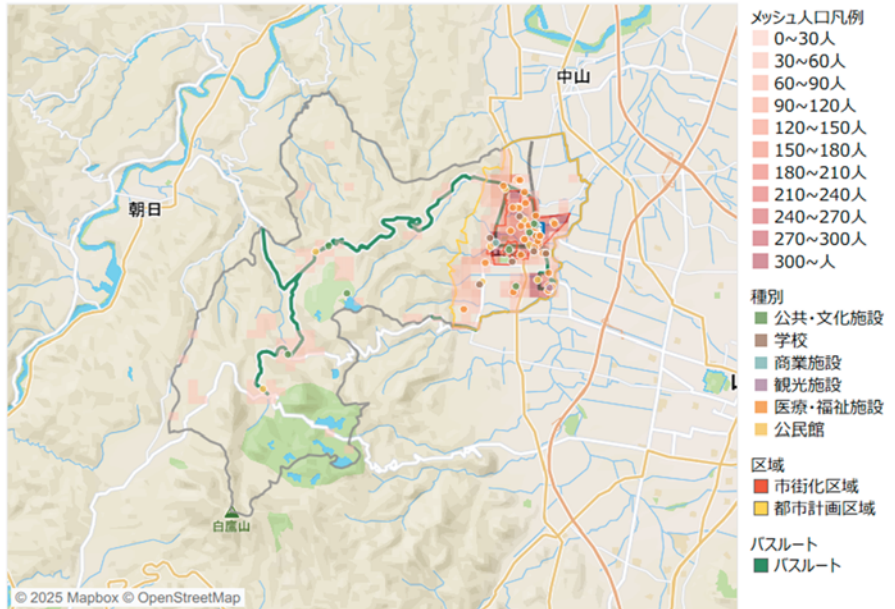 中山
朝日
白鷹山
© 2025 Mapbox © OpenStreetMap
メッシュ人口凡例
0~30人
30~60人
60~90人
90~120人
120~150人
150~180人
180~210人
210~240人
240~270人
270~300人
300~人
種別
公共・文化施設
学校
商業施設
観光施設
医療・福祉施設
公民館
区域
市街化区域
都市計画区域
バスルート
バスルート